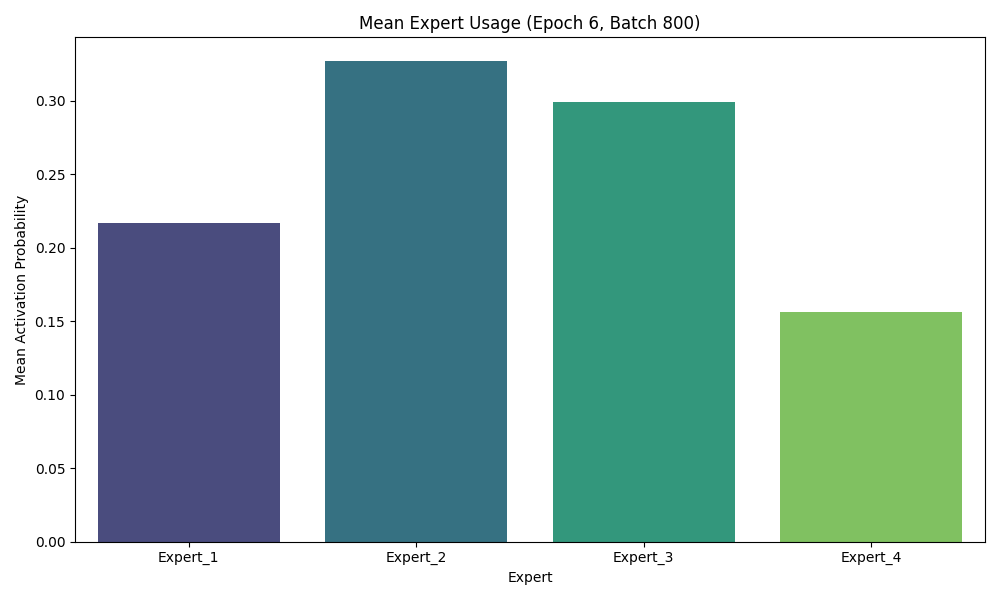 Mean Expert Usage (Epoch 6, Batch 800)
Mean Activation Probability
0.30
0.25
0.20
0.15
0.10
0.05
0.00
Expert_1 Expert_2 Expert_3 Expert_4
Expert